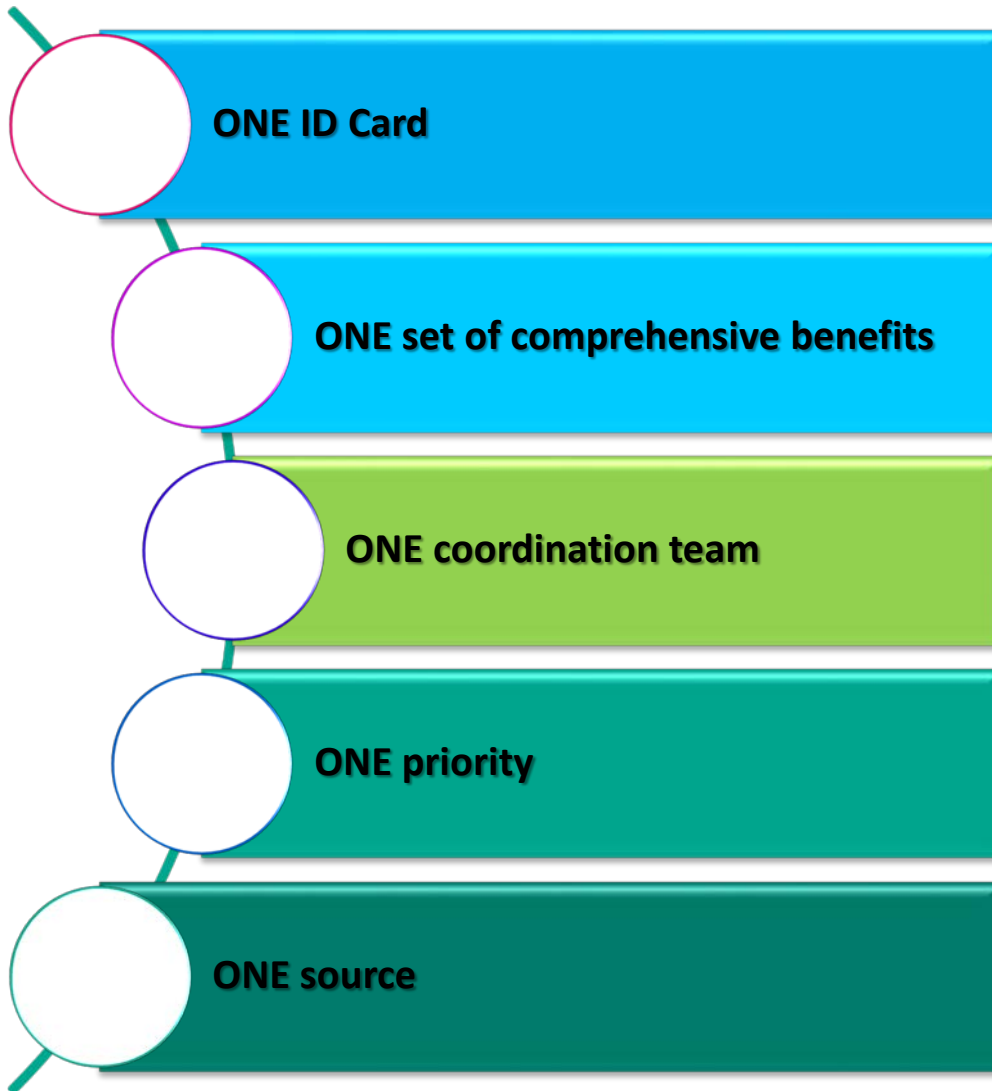 ONE ID Card
ONE set of comprehensive benefits
ONE coordination team
ONE priority
ONE source